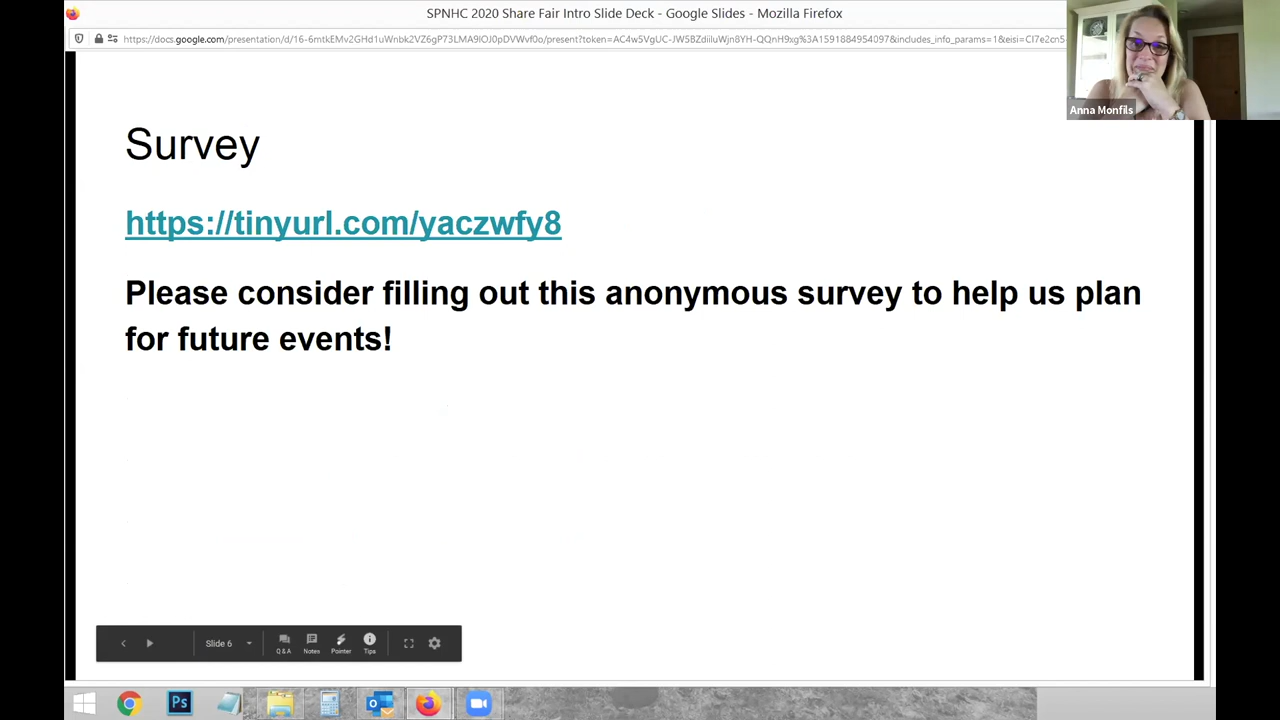 SPNHC 2020 Share Fair Intro Slide Deck - Google Slides - Mozilla Firefox
Anna Monfils
Survey
https://tinyurl.com/yaczwfy8
Please consider filling out this anonymous survey to help us plan
for future events!
Slide 6
Q & A
Notes
Pointer
Tips
Ps